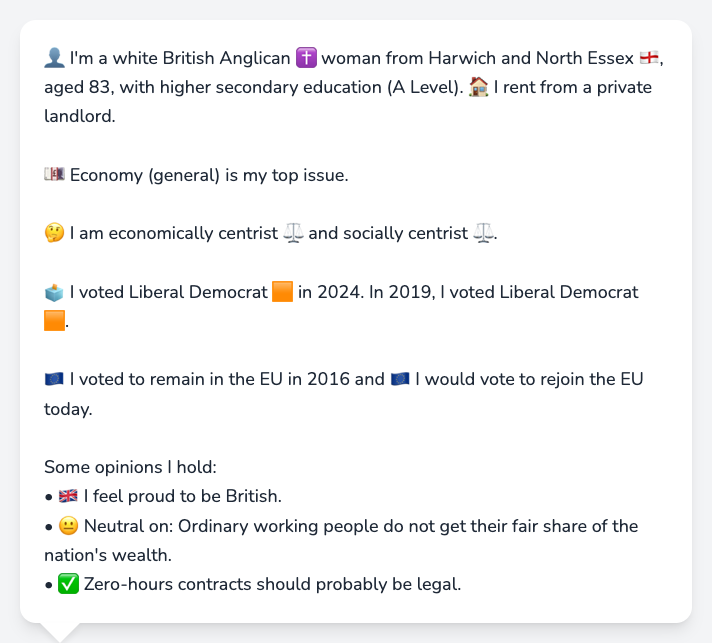 👤 I'm a white British Anglican ✝️ woman from Harwich and North Essex 🏴󠁧󠁢󠁥󠁮󠁧󠁿,
aged 83, with higher secondary education (A Level). 🏠 I rent from a private
landlord.
💷 Economy (general) is my top issue.
🤔 I am economically centrist ⚖️ and socially centrist ⚖️.
🗳️ I voted Liberal Democrat 🟧 in 2024. In 2019, I voted Liberal Democrat
🟧.
🇪🇺 I voted to remain in the EU in 2016 and 🇪🇺 I would vote to rejoin the EU
today.
Some opinions I hold:
• 🇬🇧 I feel proud to be British.
• 😐 Neutral on: Ordinary working people do not get their fair share of the
nation's wealth.
• ✅ Zero-hours contracts should probably be legal.